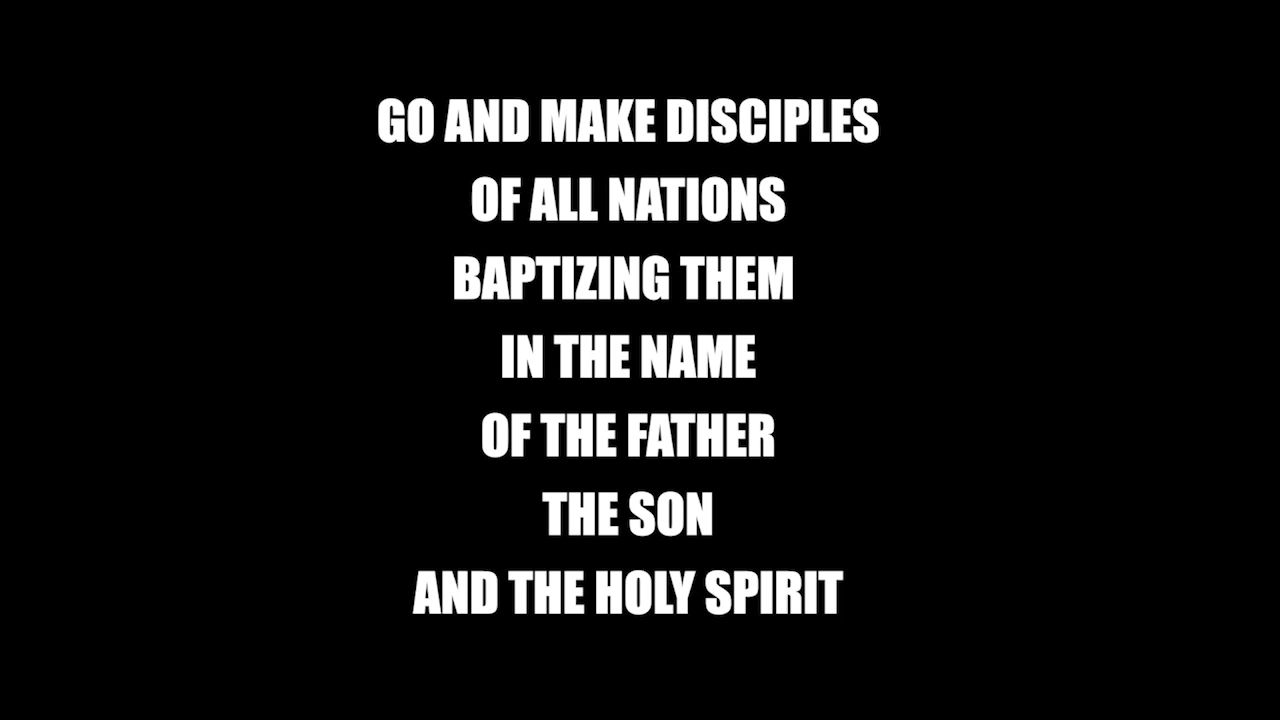 GO AND MAKE DISCIPLES
OF ALL NATIONS
BAPTIZING THEM
IN THE NAME
OF THE FATHER
THE SON
AND THE HOLY SPIRIT